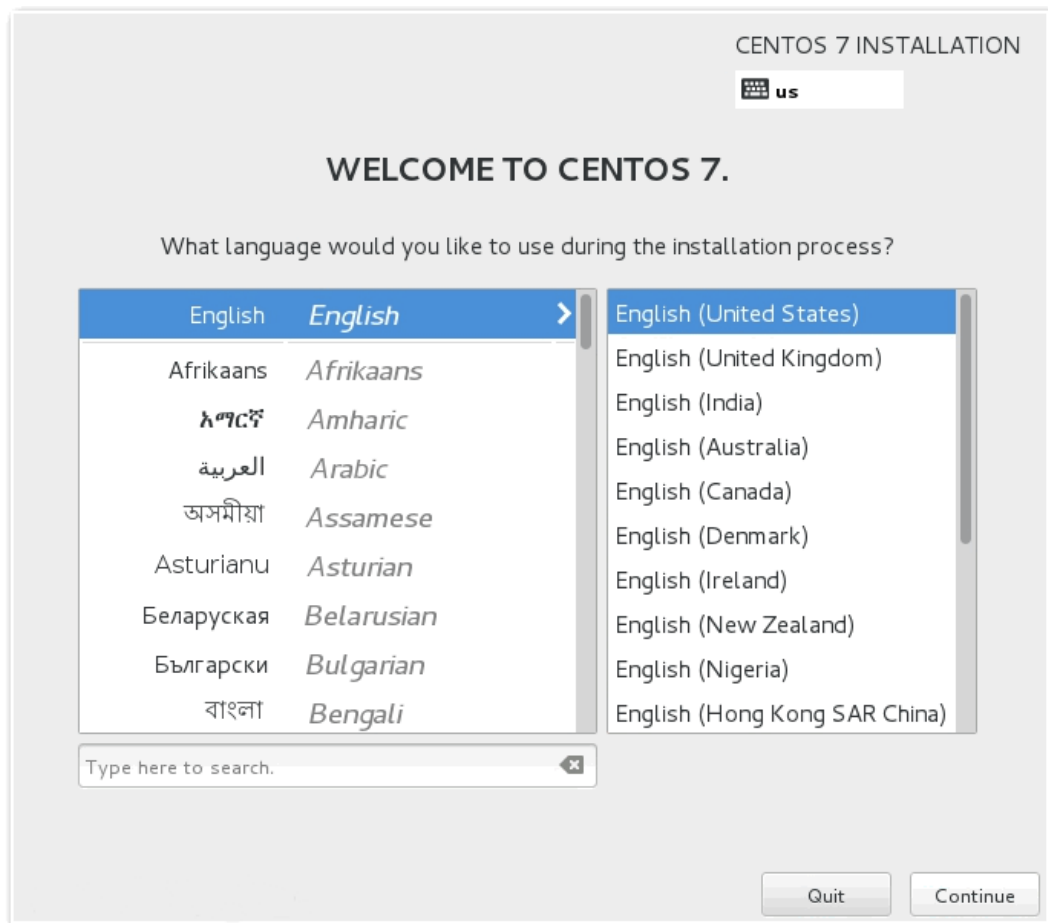 CENTOS 7 INSTALLATION
us
WELCOME TO CENTOS 7.
What language would you like to use during the installation process?
English English
Afrikaans Afrikaans
አማርኛ Amharic
العربية Arabic
অসমীয়া Assamese
Asturianu Asturian
Беларуская Belarusian
Български Bulgarian
বাংলা Bengali
English (United States)
English (United Kingdom)
English (India)
English (Australia)
English (Canada)
English (Denmark)
English (Ireland)
English (New Zealand)
English (Nigeria)
English (Hong Kong SAR China)
Type here to search.
Quit Continue